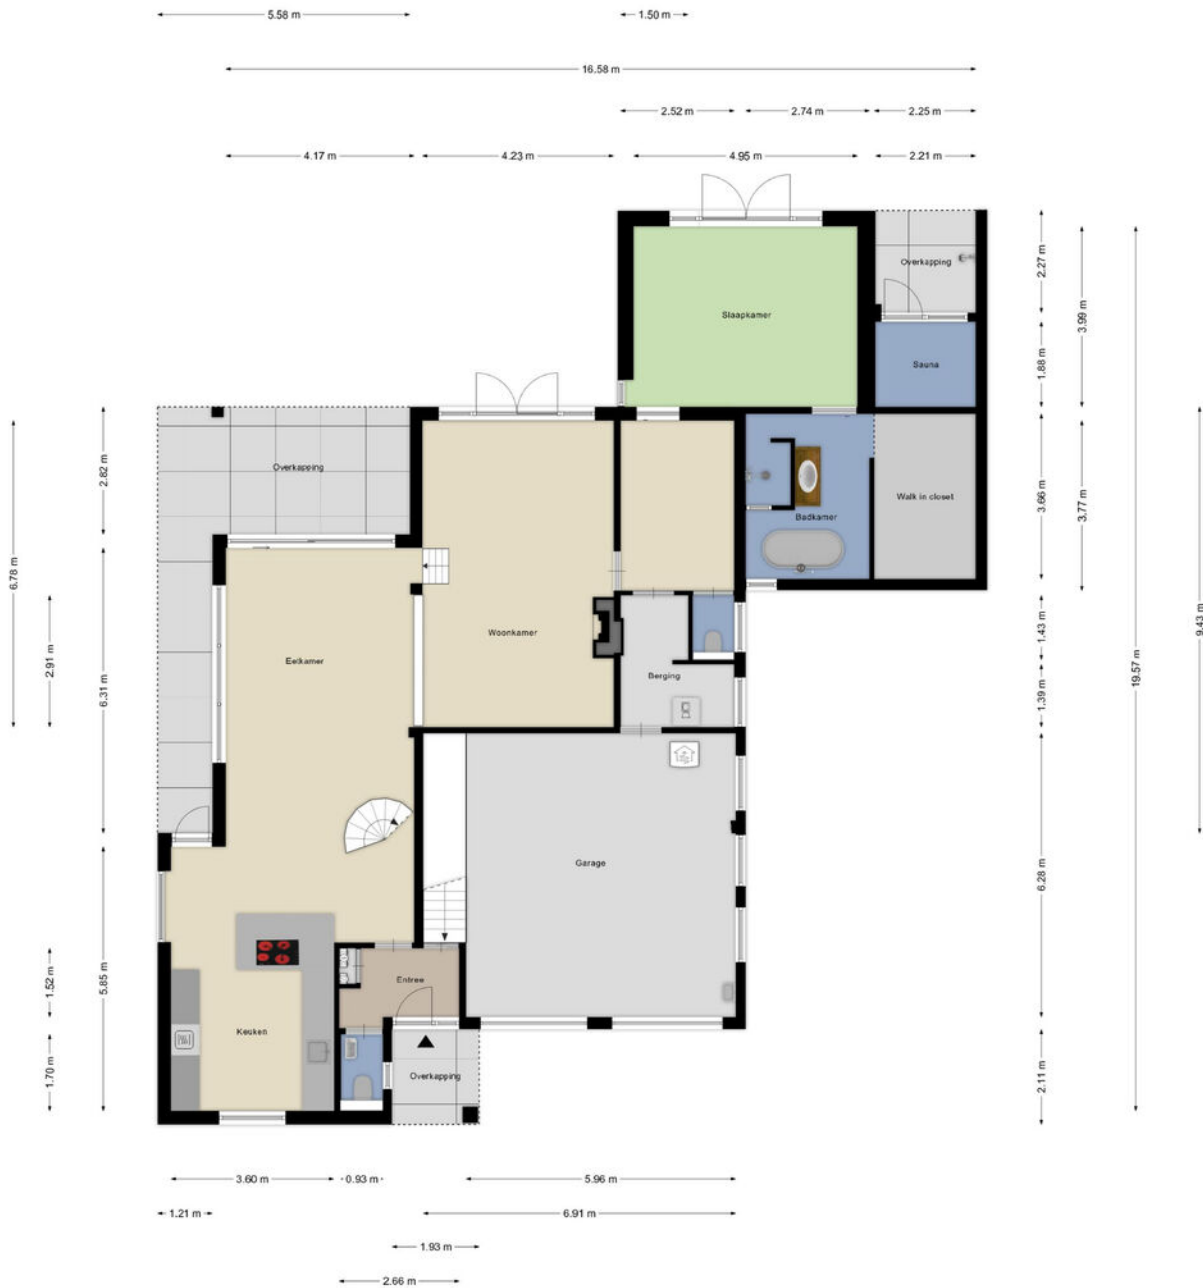 5.58 m
1.50 m
16.58 m
2.52 m
2.74 m
2.25 m
4.17 m
4.23 m
4.95 m
2.21 m
Overkapping
Slaapkamer
Sauna
2.27 m
3.99 m
1.88 m
Overkapping
Walk in closet
Badkamer
2.82 m
3.66 m
3.77 m
6.78 m
Woonkamer
Eetkamer
Berging
2.91 m
6.31 m
1.43 m
1.39 m
9.43 m
19.57 m
Garage
6.28 m
Entree
Keuken
Overkapping
1.52 m
5.85 m
1.70 m
2.11 m
3.60 m
0.93 m
5.96 m
1.21 m
6.91 m
1.93 m
2.66 m